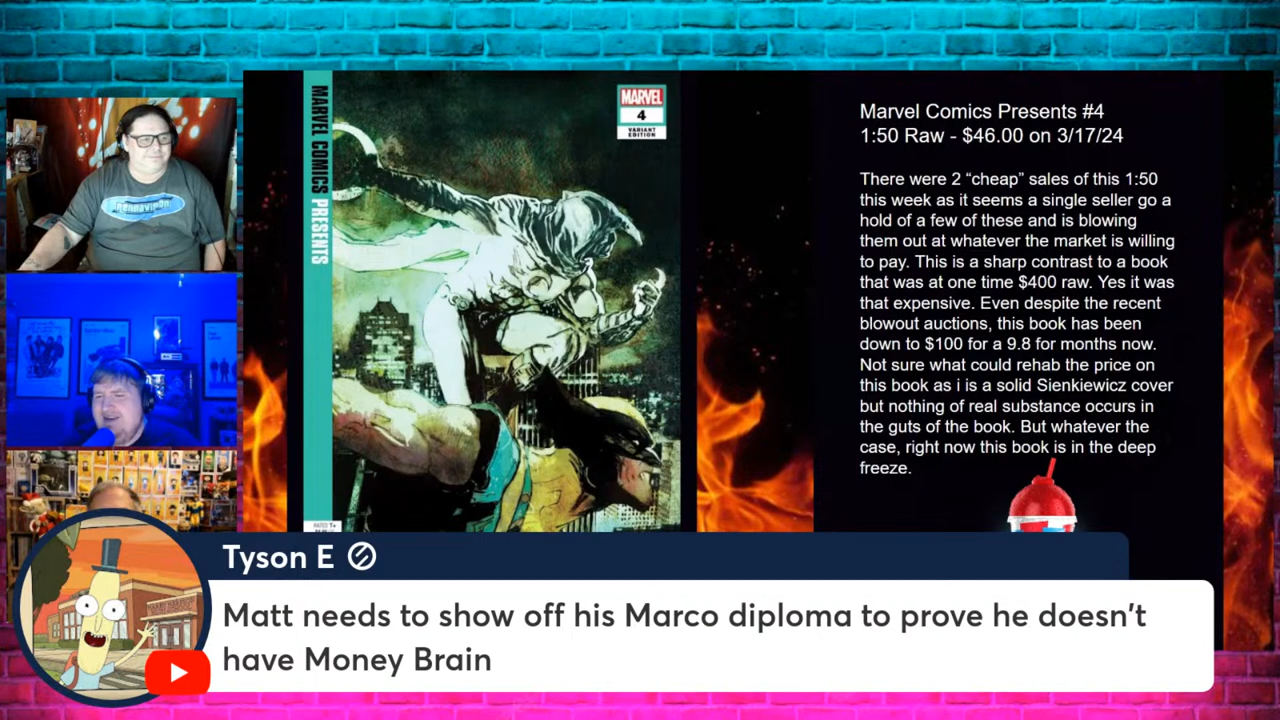 MARVEL COMICS PRESENTS
MARVEL
4
VARIANT
EDITION
Marvel Comics Presents #4
1:50 Raw - $46.00 on 3/17/24
There were 2 “cheap” sales of this 1:50
this week as it seems a single seller go a
hold of a few of these and is blowing
them out at whatever the market is willing
to pay. This is a sharp contrast to a book
that was at one time $400 raw. Yes it was
that expensive. Even despite the recent
blowout auctions, this book has been
down to $100 for a 9.8 for months now.
Not sure what could rehab the price on
this book as i is a solid Sienkiewicz cover
but nothing of real substance occurs in
the guts of the book. But whatever the
case, right now this book is in the deep
freeze.
RATED T+
Tyson E
Matt needs to show off his Marco diploma to prove he doesn't
have Money Brain